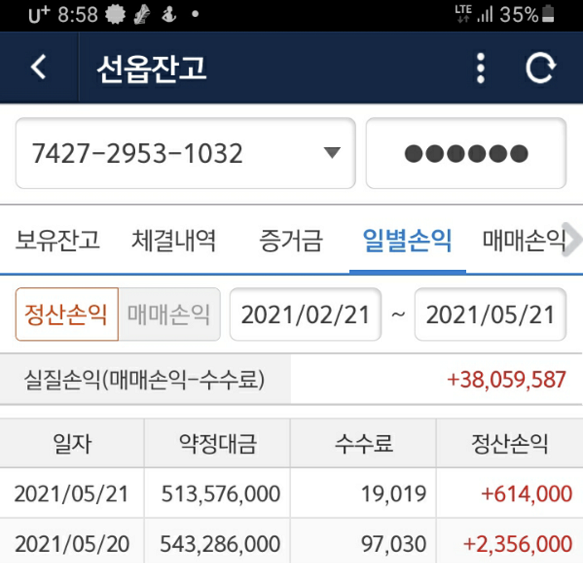 U+ 8:58 LTE 35%
선옵잔고
7427-2953-1032
보유잔고 체결내역 증거금 일별손익 매매손익
정산손익 매매손익 2021/02/21 ~ 2021/05/21
실질손익(매매손익-수수료) +38,059,587
일자 약정대금 수수료 정산손익
2021/05/21 513,576,000 19,019 +614,000
2021/05/20 543,286,000 97,030 +2,356,000